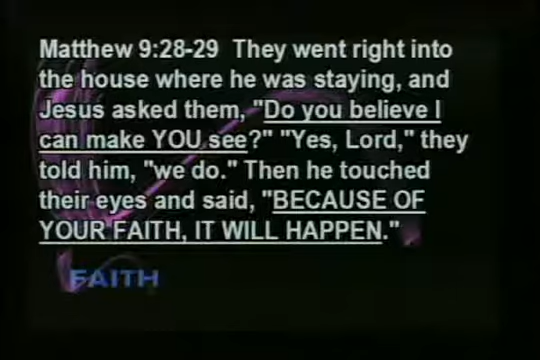 Matthew 9:28-29 They went right into
the house where he was staying, and
Jesus asked them, "Do you believe I
can make YOU see?" "Yes, Lord," they
told him, "we do." Then he touched
their eyes and said, "BECAUSE OF
YOUR FAITH, IT WILL HAPPEN."
FAITH